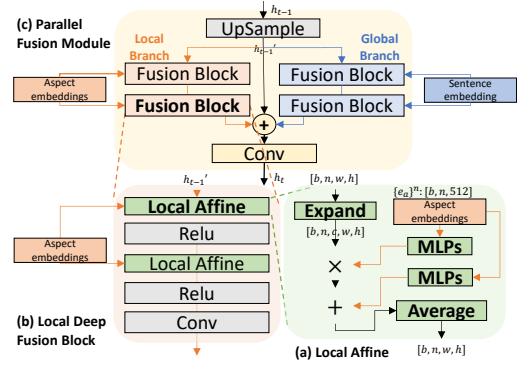 (c) Parallel
Fusion Module
h_{t-1}
UpSample
h_{t-1}'
Local
Branch
Global
Branch
Aspect
embeddings
Fusion Block
Fusion Block
Fusion Block
Fusion Block
Sentence
embedding
+
Conv
h_t
h_{t-1}'
Aspect
embeddings
Local Affine
Relu
Local Affine
Relu
Conv
(b) Local Deep
Fusion Block
[b, n, w, h]
Expand
[b, n, c, w, h]
{e_a}^n: [b, n, 512]
Aspect
embeddings
MLPs
×
MLPs
+
Average
(a) Local Affine
[b, n, w, h]